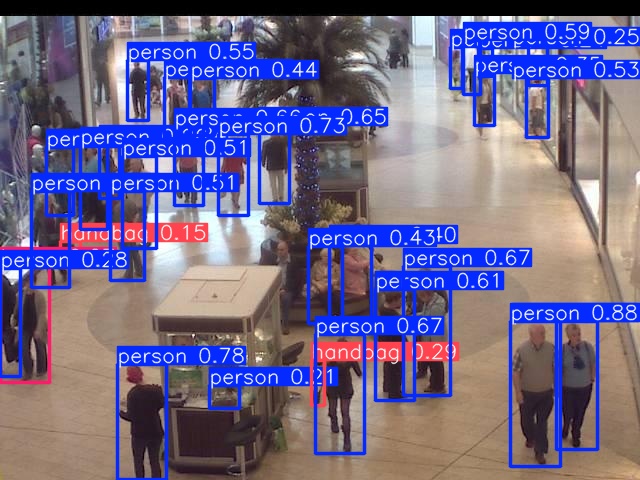 person 0.59
0.25
person 0.55
person 0.44
person 0.53
0.65
person 0.73
person 0.51
person
person 0.51
handbag 0.15
person 0.28
person 0.43
person 0.67
person 0.61
person 0.88
person 0.67
handbag 0.29
person 0.78
person 0.21